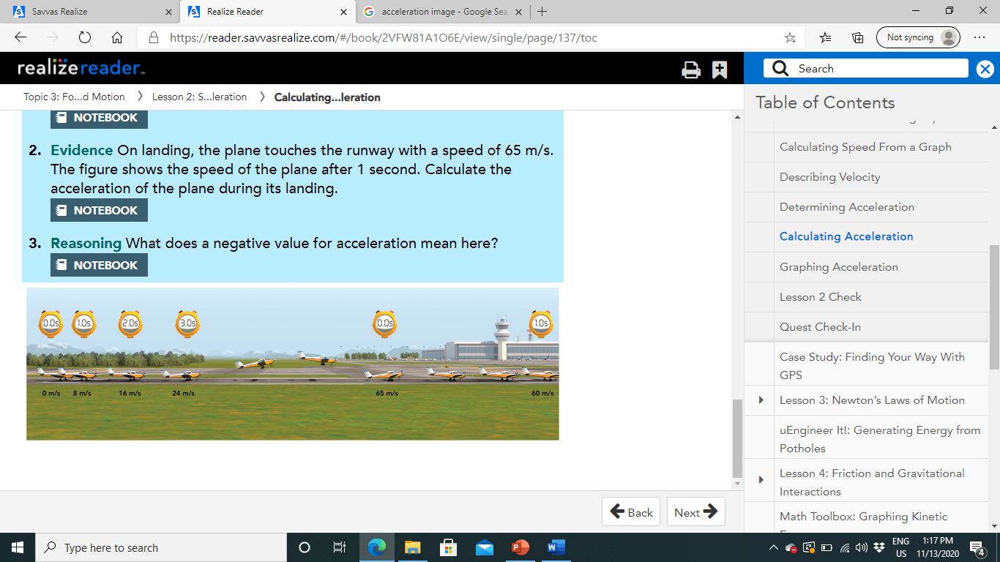 Savvas Realize
Realize Reader
acceleration image - Google Sea
https://reader.savvasrealize.com/#/book/2VFW81A1O6E/view/single/page/137/toc
Not syncing
realize reader™
Search
Topic 3: Fo...d Motion
Lesson 2: S...leration
Calculating...leration
Table of Contents
NOTEBOOK
2. Evidence On landing, the plane touches the runway with a speed of 65 m/s.
The figure shows the speed of the plane after 1 second. Calculate the
acceleration of the plane during its landing.
NOTEBOOK
3. Reasoning What does a negative value for acceleration mean here?
NOTEBOOK
0.0s 1.0s 2.0s 3.0s 0.0s 1.0s
0 m/s 8 m/s 16 m/s 24 m/s 65 m/s 60 m/s
Back
Next
Calculating Speed From a Graph
Describing Velocity
Determining Acceleration
Calculating Acceleration
Graphing Acceleration
Lesson 2 Check
Quest Check-In
Case Study: Finding Your Way With
GPS
Lesson 3: Newton's Laws of Motion
uEngineer It!: Generating Energy from
Potholes
Lesson 4: Friction and Gravitational
Interactions
Math Toolbox: Graphing Kinetic
Type here to search
ENG
US
1:17 PM
11/13/2020
4